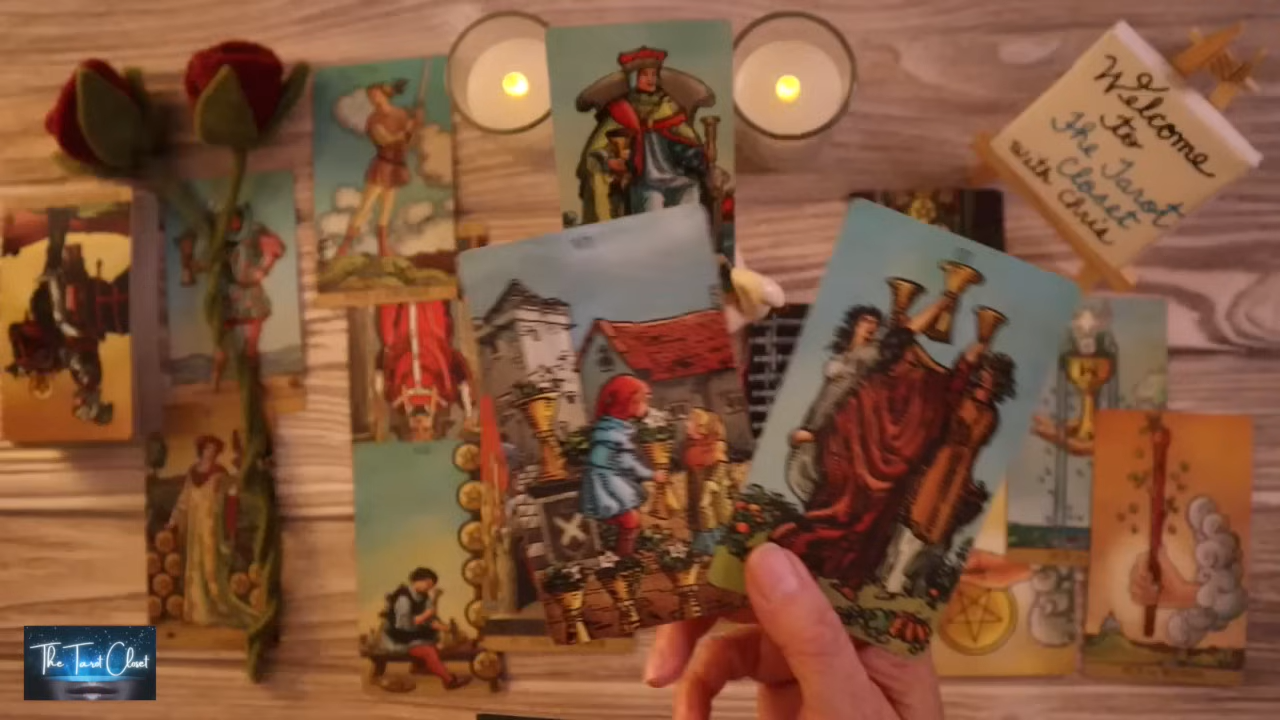 Welcome
to
The Tarot
Closet
with Chris
The Tarot Closet